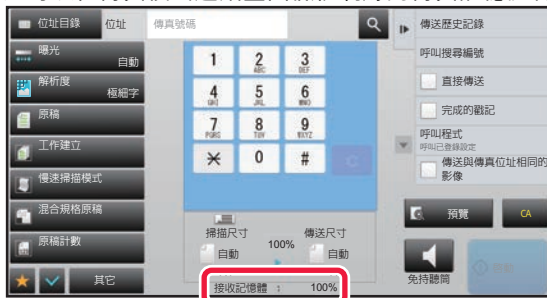 位址目錄
位址
傳真號碼
曝光
自動
解析度
極細字
原稿
工作建立
慢速掃描模式
混合規格原稿
原稿計數
其它
1
2
ABC
3
DEF
4
GHI
5
JKL
6
MNO
7
PQRS
8
TUV
9
WXYZ
0
#
C
掃描尺寸
自動
100%
傳送尺寸
自動
接收記憶體 : 100%
傳送歷史記錄
呼叫搜尋編號
直接傳送
完成的戳記
呼叫程式
呼叫已登錄設定
傳送與傳真位址相同的
影像
預覽
CA
免持聽筒